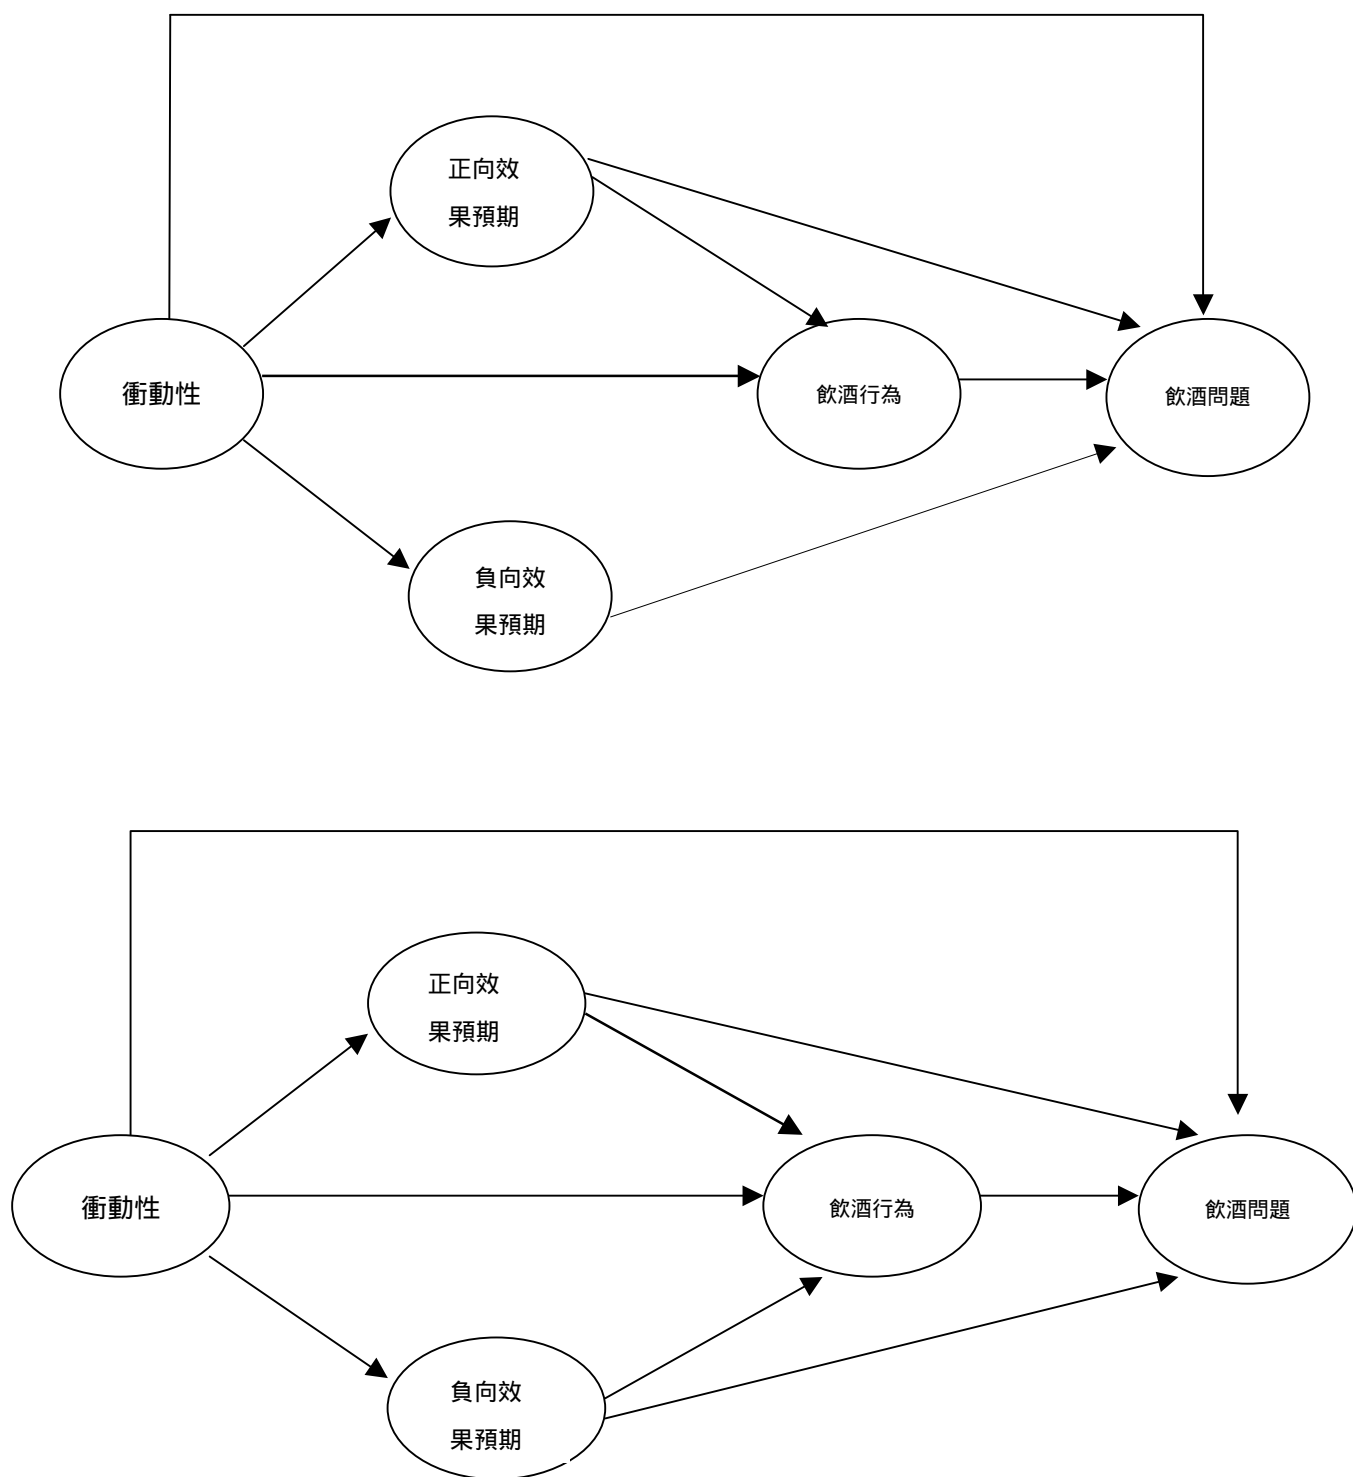 正向效
果預期
衝動性
飲酒行為
飲酒問題
負向效
果預期
正向效
果預期
衝動性
飲酒行為
飲酒問題
負向效
果預期